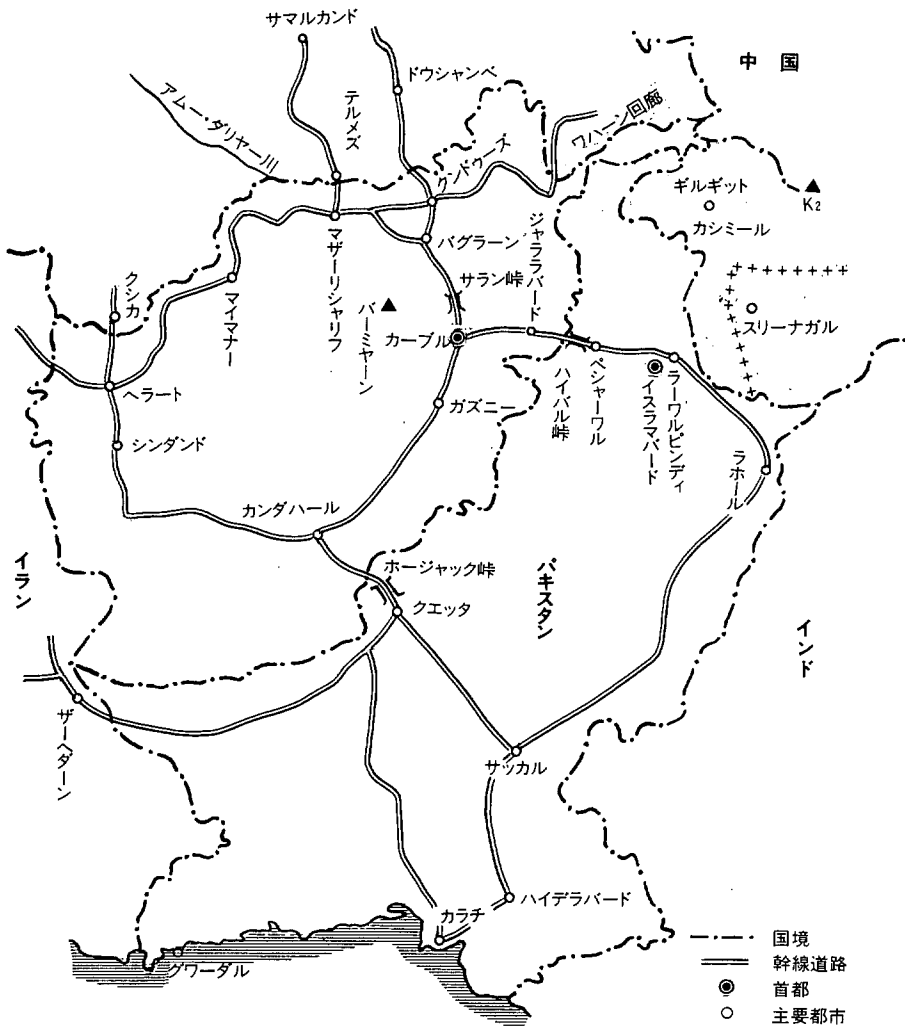 サマルカンド
中国
ドウシャンベ
アム一・ダリヤー川
テルメズ
ワハーン回廊
クンドゥーズ
ギルギット
K2
カシミール
バグラーン
ジャララバード
マザーリシャリフ
サラン峠
クシカ
マイマナー
バーミヤーン
カーブル
スリーナガル
ヘラート
ガズニー
ハイバル峠
ペシャーワル
イスラマバード
ラーワルピンディ
シンダンド
ラホール
カンダハール
イラン
ホージャック峠
パキスタン
クエッタ
インド
ザーヘダーン
サッカル
ハイデラバード
カラチ
グワーダル
国境
幹線道路
首都
主要都市